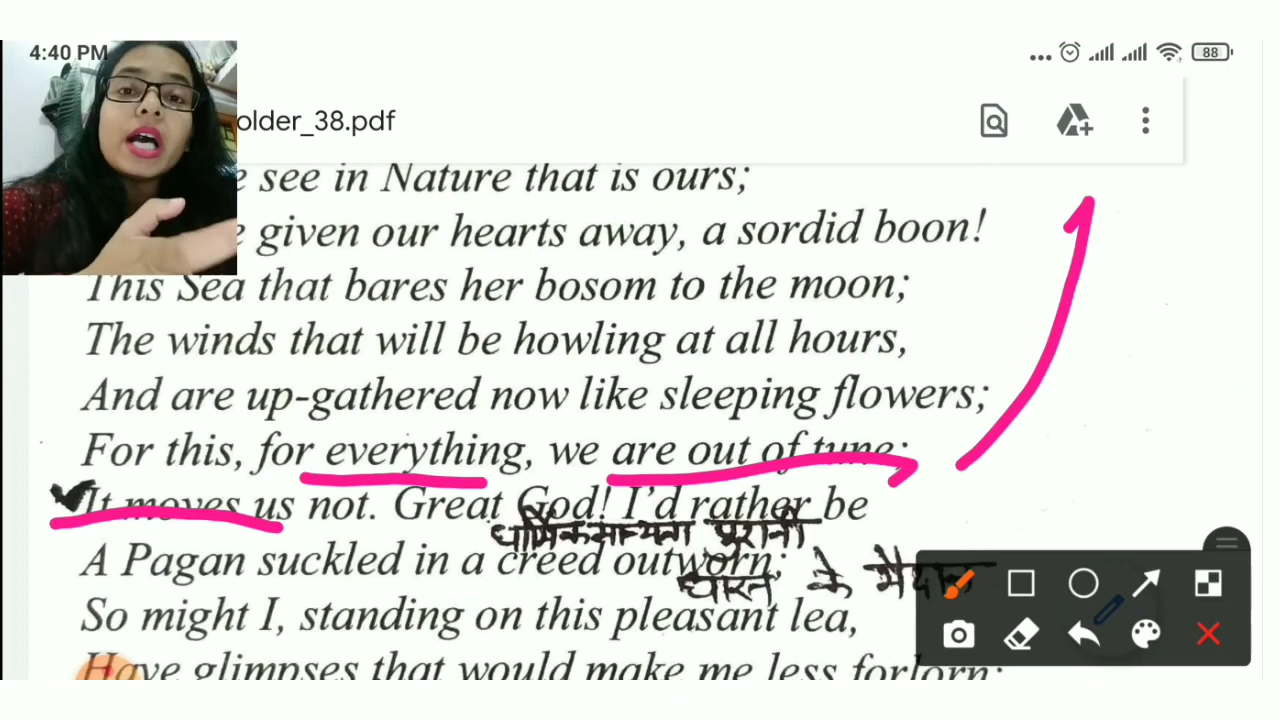 4:40 PM
88
older_38.pdf
e see in Nature that is ours;
e given our hearts away, a sordid boon!
This Sea that bares her bosom to the moon;
The winds that will be howling at all hours,
And are up-gathered now like sleeping flowers;
For this, for everything, we are out of tune;
It moves us not. Great God! I'd rather be
धार्मिक मान्यता पुरानी
A Pagan suckled in a creed outworn;
घास के मैदान
So might I, standing on this pleasant lea,
Have glimpses that would make me less forlorn;